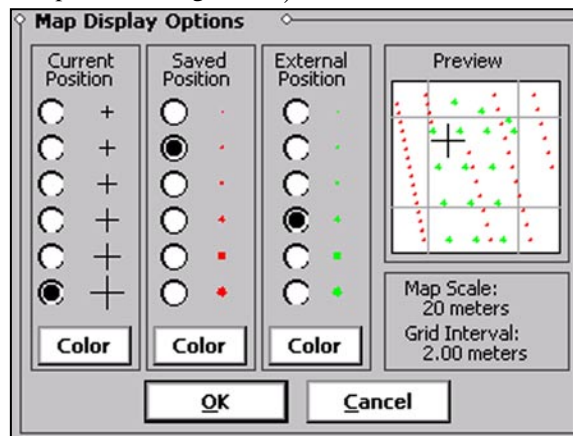 Map Display Options
Current
Position
Saved
Position
External
Position
Preview
Map Scale:
20 meters
Grid Interval:
2.00 meters
Color
Color
Color
OK
Cancel